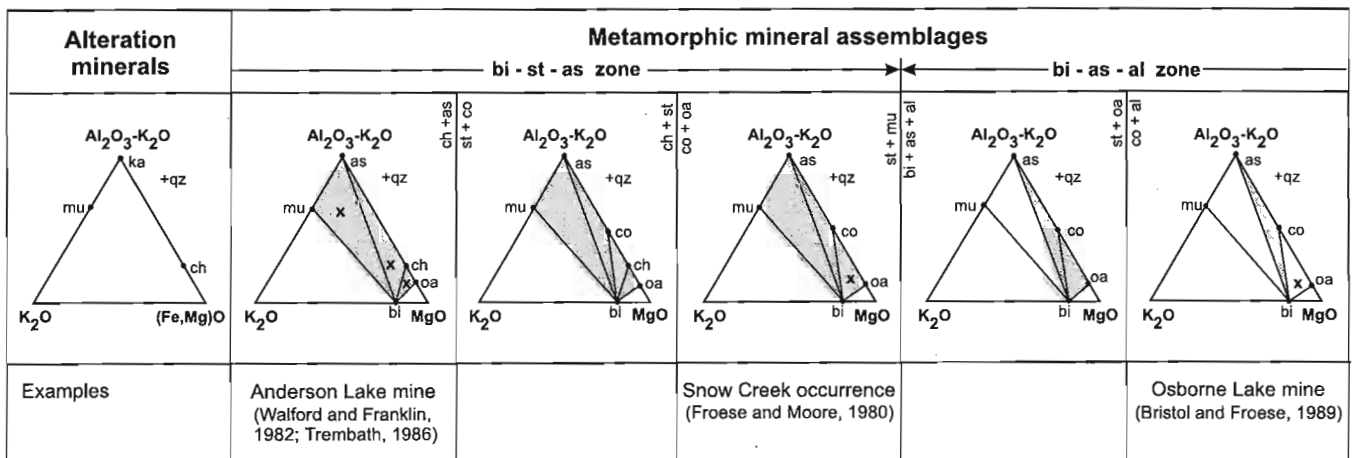 Alteration
minerals
Metamorphic mineral assemblages
bi - st - as zone
bi - as - al zone
Al2O3-K2O
ka
+qz
mu
ch
K2O
(Fe,Mg)O
Al2O3-K2O
as
+qz
mu
x
x
ch
x
oa
bi
K2O
MgO
ch +as
st + co
Al2O3-K2O
as
+qz
mu
co
ch
oa
bi
K2O
MgO
ch + st
co + oa
Al2O3-K2O
as
+qz
mu
co
x
oa
bi
K2O
MgO
st + mu
bi + as + al
Al2O3-K2O
as
+qz
mu
co
oa
bi
K2O
MgO
st + oa
co + al
Al2O3-K2O
as
+qz
mu
co
x
oa
bi
K2O
MgO
Examples
Anderson Lake mine
(Walford and Franklin,
1982; Trembath, 1986)
Snow Creek occurrence
(Froese and Moore, 1980)
Osborne Lake mine
(Bristol and Froese, 1989)